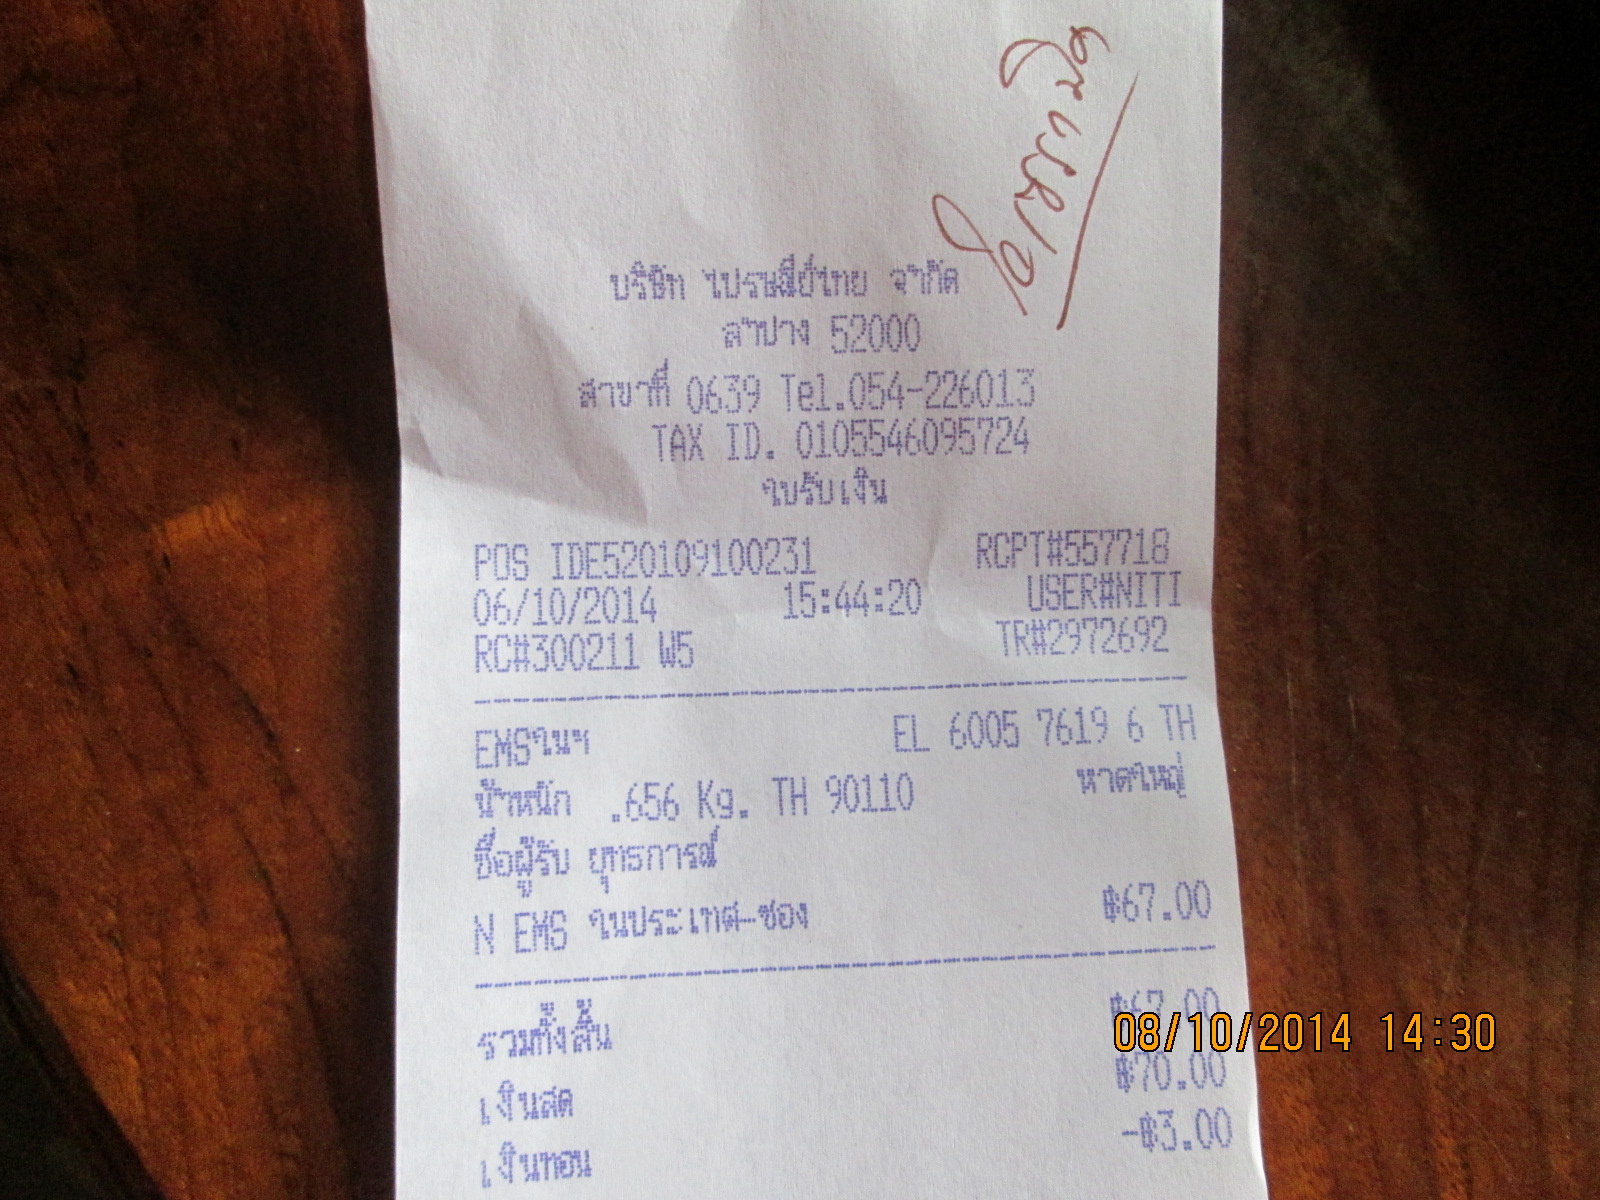 บริษัท ไปรษณีย์ไทย จำกัด
ลำปาง 52000
สาขาที่ 0639 Tel.054-226013
TAX ID. 0105546095724
ใบรับเงิน
POS IDE520109100231 RCPT#557718
06/10/2014 15:44:20 USER#NITI
RC#300211 W5 TR#2972692
EMSในฯ EL 6005 7619 6 TH
น้ำหนัก .656 Kg. TH 90110 หาดใหญ่
ชื่อผู้รับ ยุทธการณ์
N EMS ในประเทศ-ซอง ฿67.00
รวมทั้งสิ้น ฿67.00
เงินสด ฿70.00
เงินทอน -฿3.00
08/10/2014 14:30